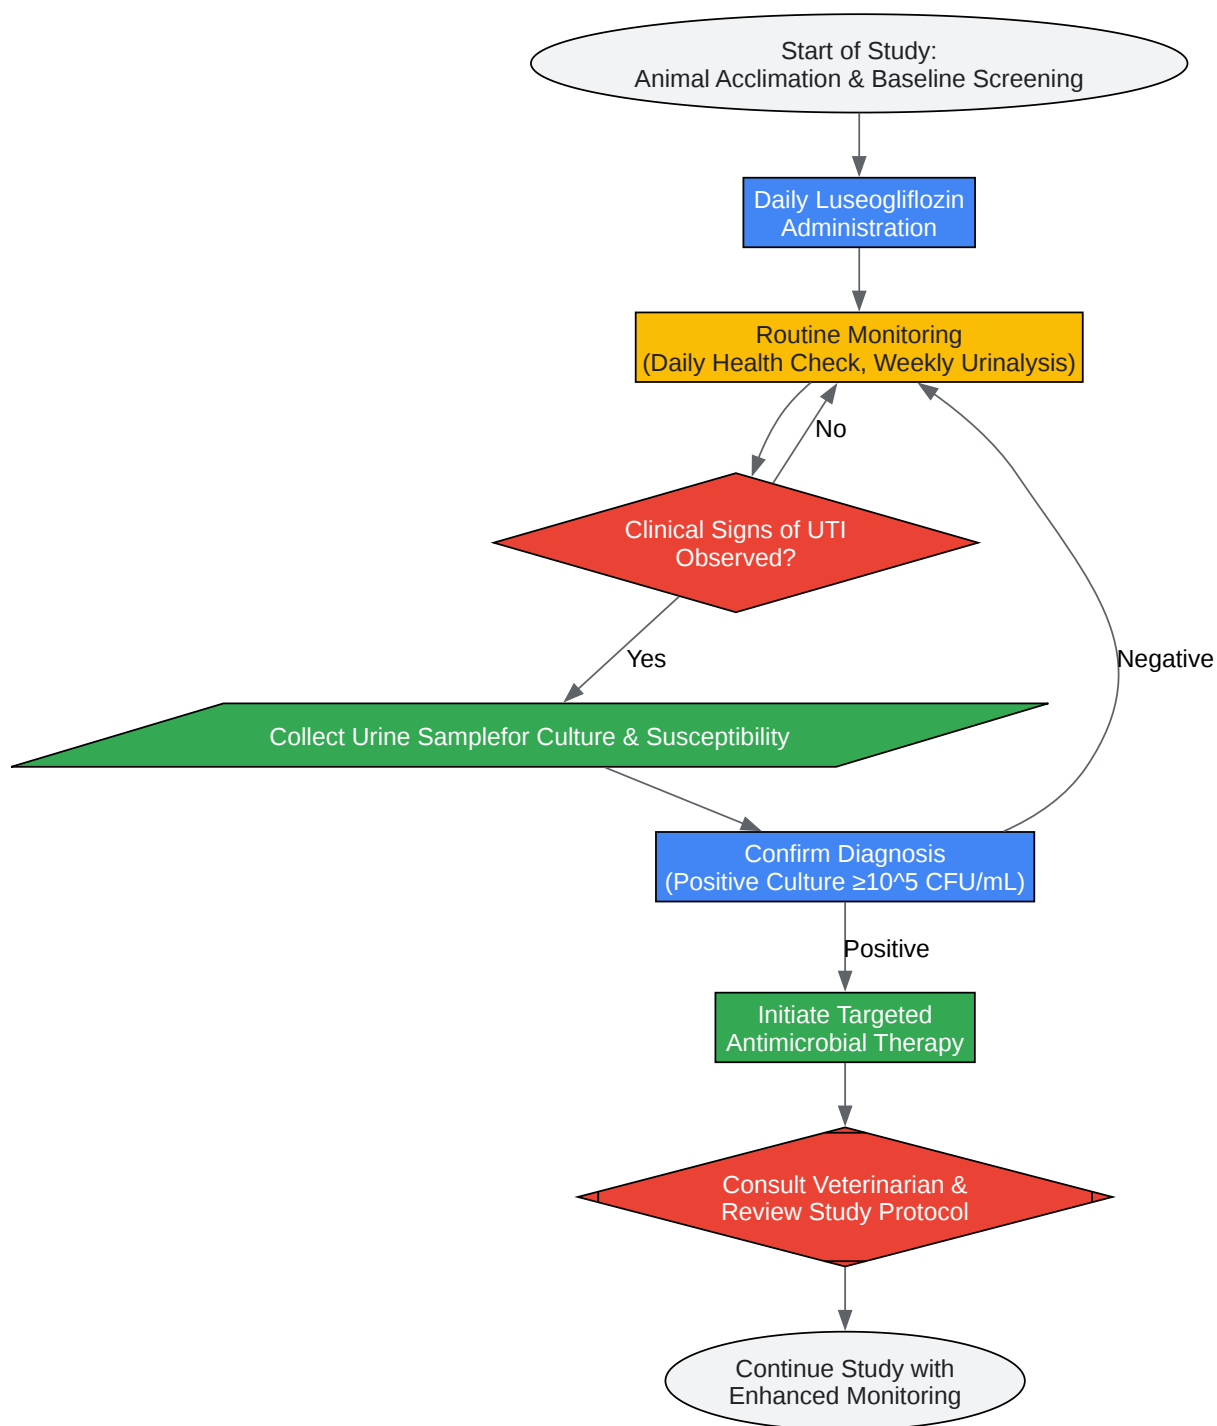 Start of Study:
Animal Acclimation & Baseline Screening
Daily Luseogliflozin
Administration
Routine Monitoring
(Daily Health Check, Weekly Urinalysis)
No
Clinical Signs of UTI
Observed?
Yes
Negative
Collect Urine Samplefor Culture & Susceptibility
Confirm Diagnosis
(Positive Culture ≥10^5 CFU/mL)
Positive
Initiate Targeted
Antimicrobial Therapy
Consult Veterinarian &
Review Study Protocol
Continue Study with
Enhanced Monitoring